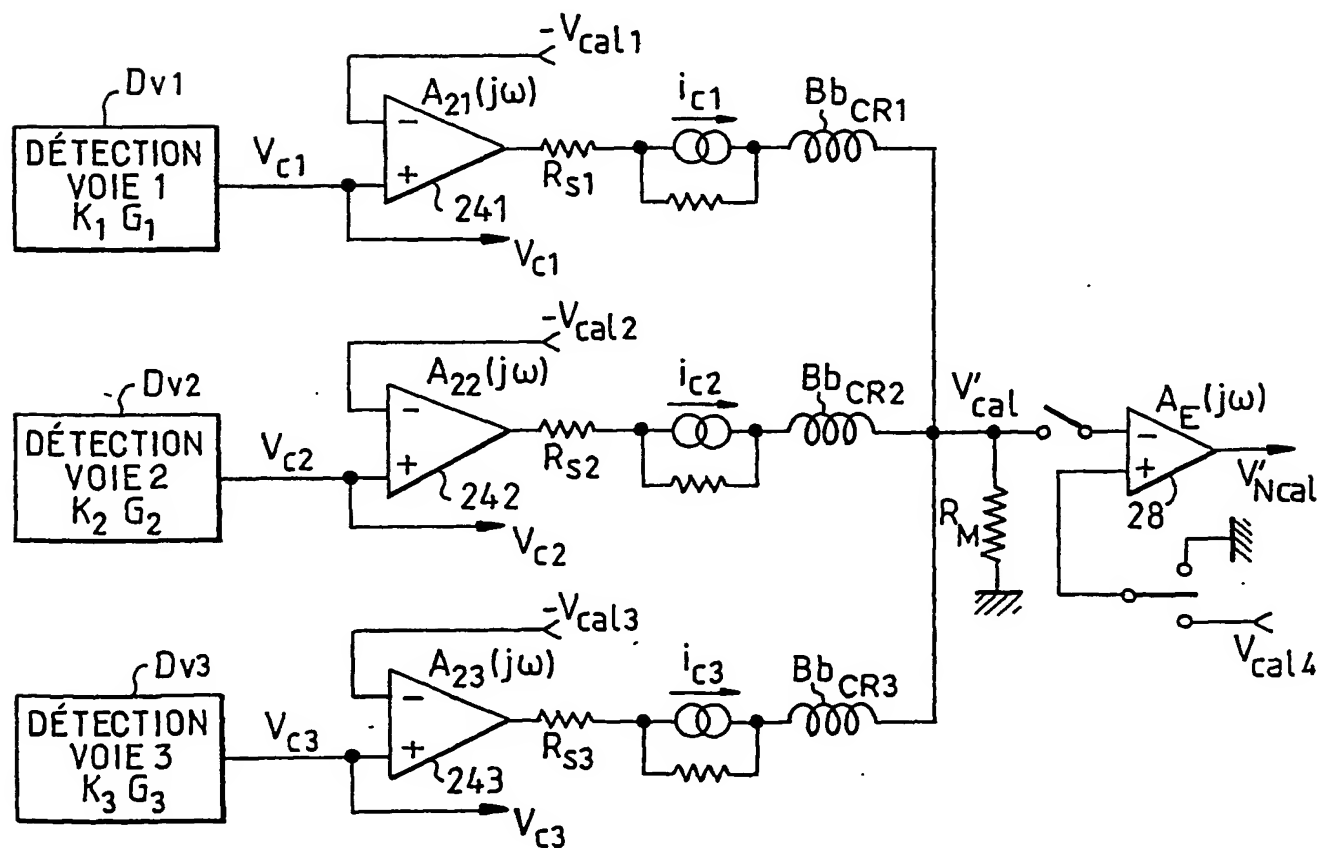 -Vcal1
Dv1
A21(jω)
ic1
BbCR1
DÉTECTION
VOIE 1
K1 G1
Vc1
−
+
RS1
241
Vc1
-Vcal2
Dv2
A22(jω)
ic2
BbCR2
V'cal
AE(jω)
DÉTECTION
VOIE 2
K2 G2
Vc2
−
+
RS2
242
Vc2
−
+
V'Ncal
RM
28
-Vcal3
Dv3
A23(jω)
ic3
BbCR3
Vcal4
DÉTECTION
VOIE 3
K3 G3
Vc3
−
+
RS3
243
Vc3